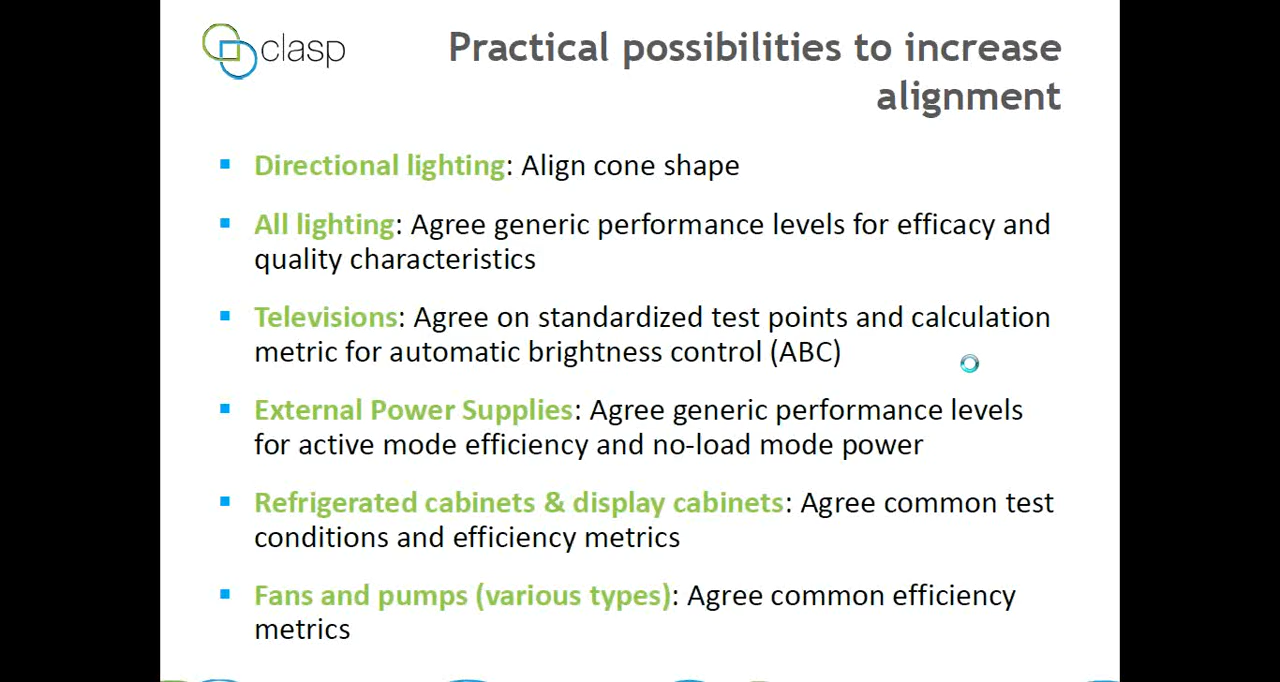 clasp
Practical possibilities to increase
alignment
Directional lighting: Align cone shape
All lighting: Agree generic performance levels for efficacy and
quality characteristics
Televisions: Agree on standardized test points and calculation
metric for automatic brightness control (ABC)
External Power Supplies: Agree generic performance levels
for active mode efficiency and no-load mode power
Refrigerated cabinets & display cabinets: Agree common test
conditions and efficiency metrics
Fans and pumps (various types): Agree common efficiency
metrics